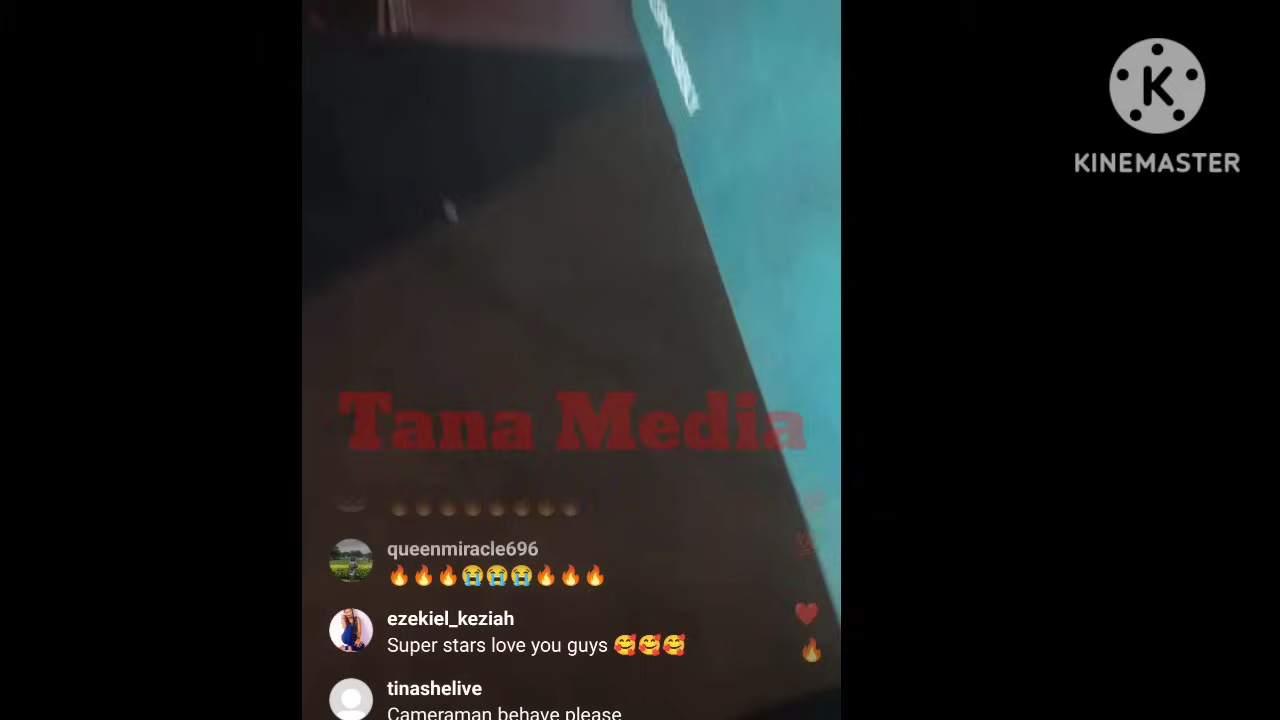 K
KINEMASTER
Tana Media
queenmiracle696
🔥🔥🔥😭😭😭🔥🔥🔥
ezekiel_keziah
Super stars love you guys 🥰🥰🥰
tinashelive
Cameraman behave please